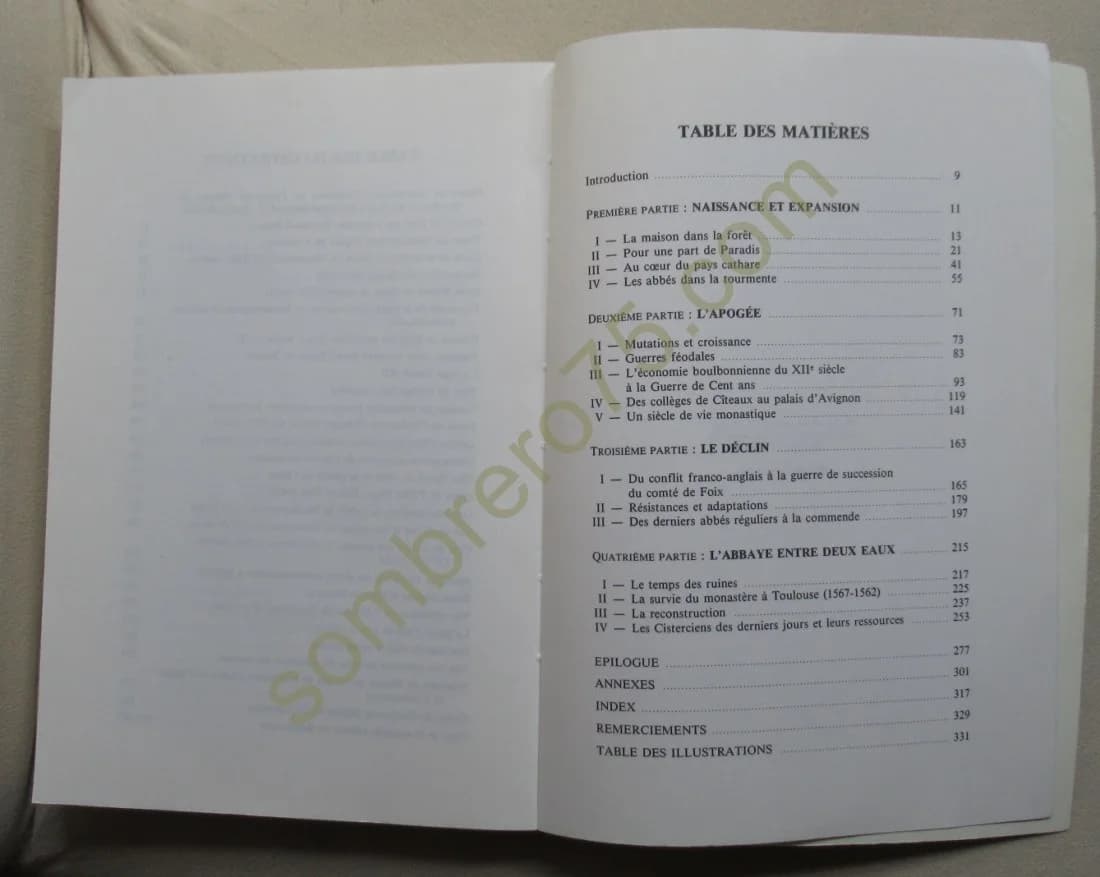 TABLE DES MATIÈRES
Introduction 9
PREMIÈRE PARTIE : NAISSANCE ET EXPANSION 11
I — La maison dans la forêt 13
II — Pour une part de Paradis 21
III — Au cœur du pays cathare 41
IV — Les abbés dans la tourmente 55
DEUXIÈME PARTIE : L'APOGÉE 71
I — Mutations et croissance 73
II — Guerres féodales 83
III — L'économie boulbonnienne du XIIe siècle
à la Guerre de Cent ans 93
IV — Des collèges de Cîteaux au palais d'Avignon 119
V — Un siècle de vie monastique 141
TROISIÈME PARTIE : LE DÉCLIN 163
I — Du conflit franco-anglais à la guerre de succession
du comté de Foix 165
II — Résistances et adaptations 179
III — Des derniers abbés réguliers à la commende 197
QUATRIÈME PARTIE : L'ABBAYE ENTRE DEUX EAUX 215
I — Le temps des ruines 217
II — La survie du monastère à Toulouse (1567-1562) 225
III — La reconstruction 237
IV — Les Cisterciens des derniers jours et leurs ressources 253
EPILOGUE 277
ANNEXES 301
INDEX 317
REMERCIEMENTS 329
TABLE DES ILLUSTRATIONS 331
sombrero75.com